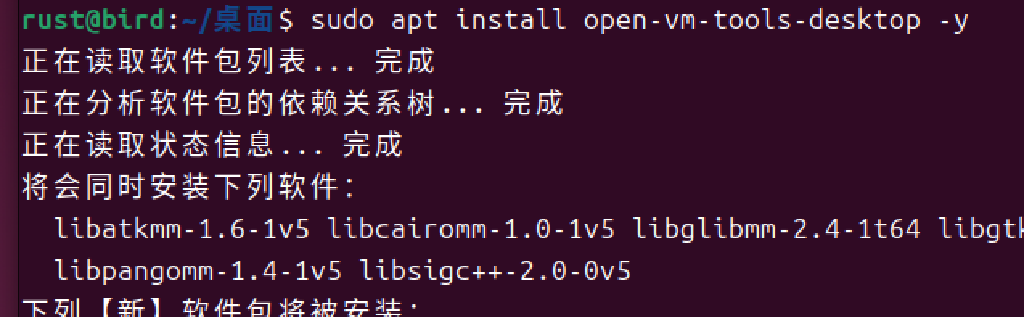 rust@bird:~/桌面$ sudo apt install open-vm-tools-desktop -y
正在读取软件包列表... 完成
正在分析软件包的依赖关系树... 完成
正在读取状态信息... 完成
将会同时安装下列软件：
libatkmm-1.6-1v5 libcairomm-1.0-1v5 libglibmm-2.4-1t64 libgtk
libpangomm-1.4-1v5 libsigc++-2.0-0v5
下列【新】软件包将被安装：